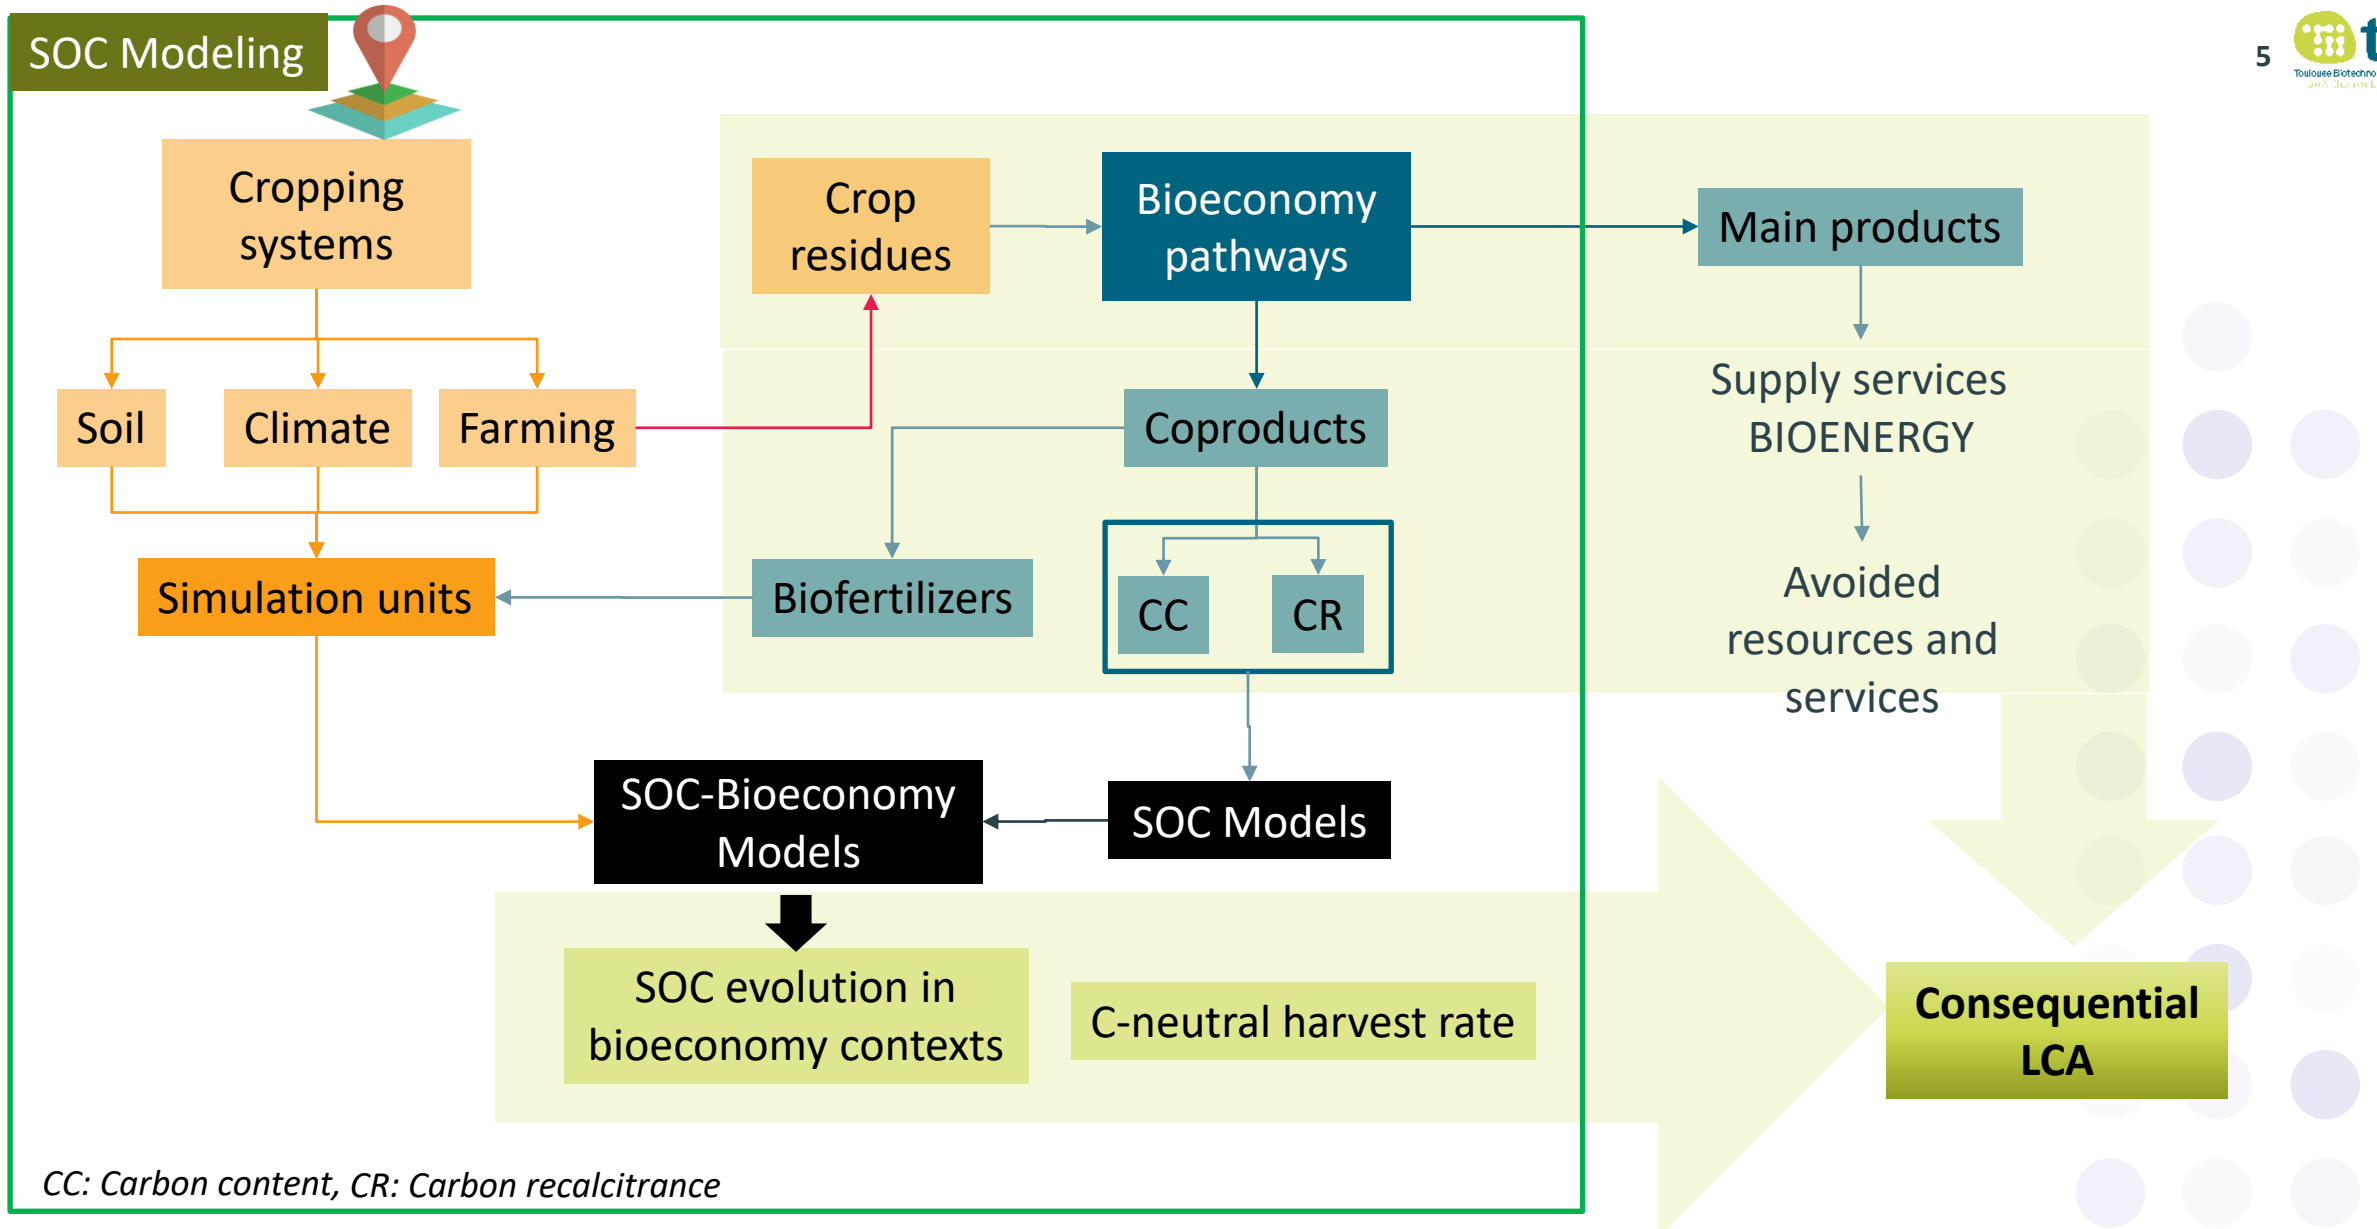 SOC Modeling
5
t
Toulouse Biotechno
Cropping
systems
Crop
residues
Bioeconomy
pathways
Main products
Soil
Climate
Farming
Coproducts
Supply services
BIOENERGY
Simulation units
Biofertilizers
CC
CR
Avoided
resources and
services
SOC-Bioeconomy
Models
SOC Models
SOC evolution in
bioeconomy contexts
C-neutral harvest rate
Consequential
LCA
CC: Carbon content, CR: Carbon recalcitrance